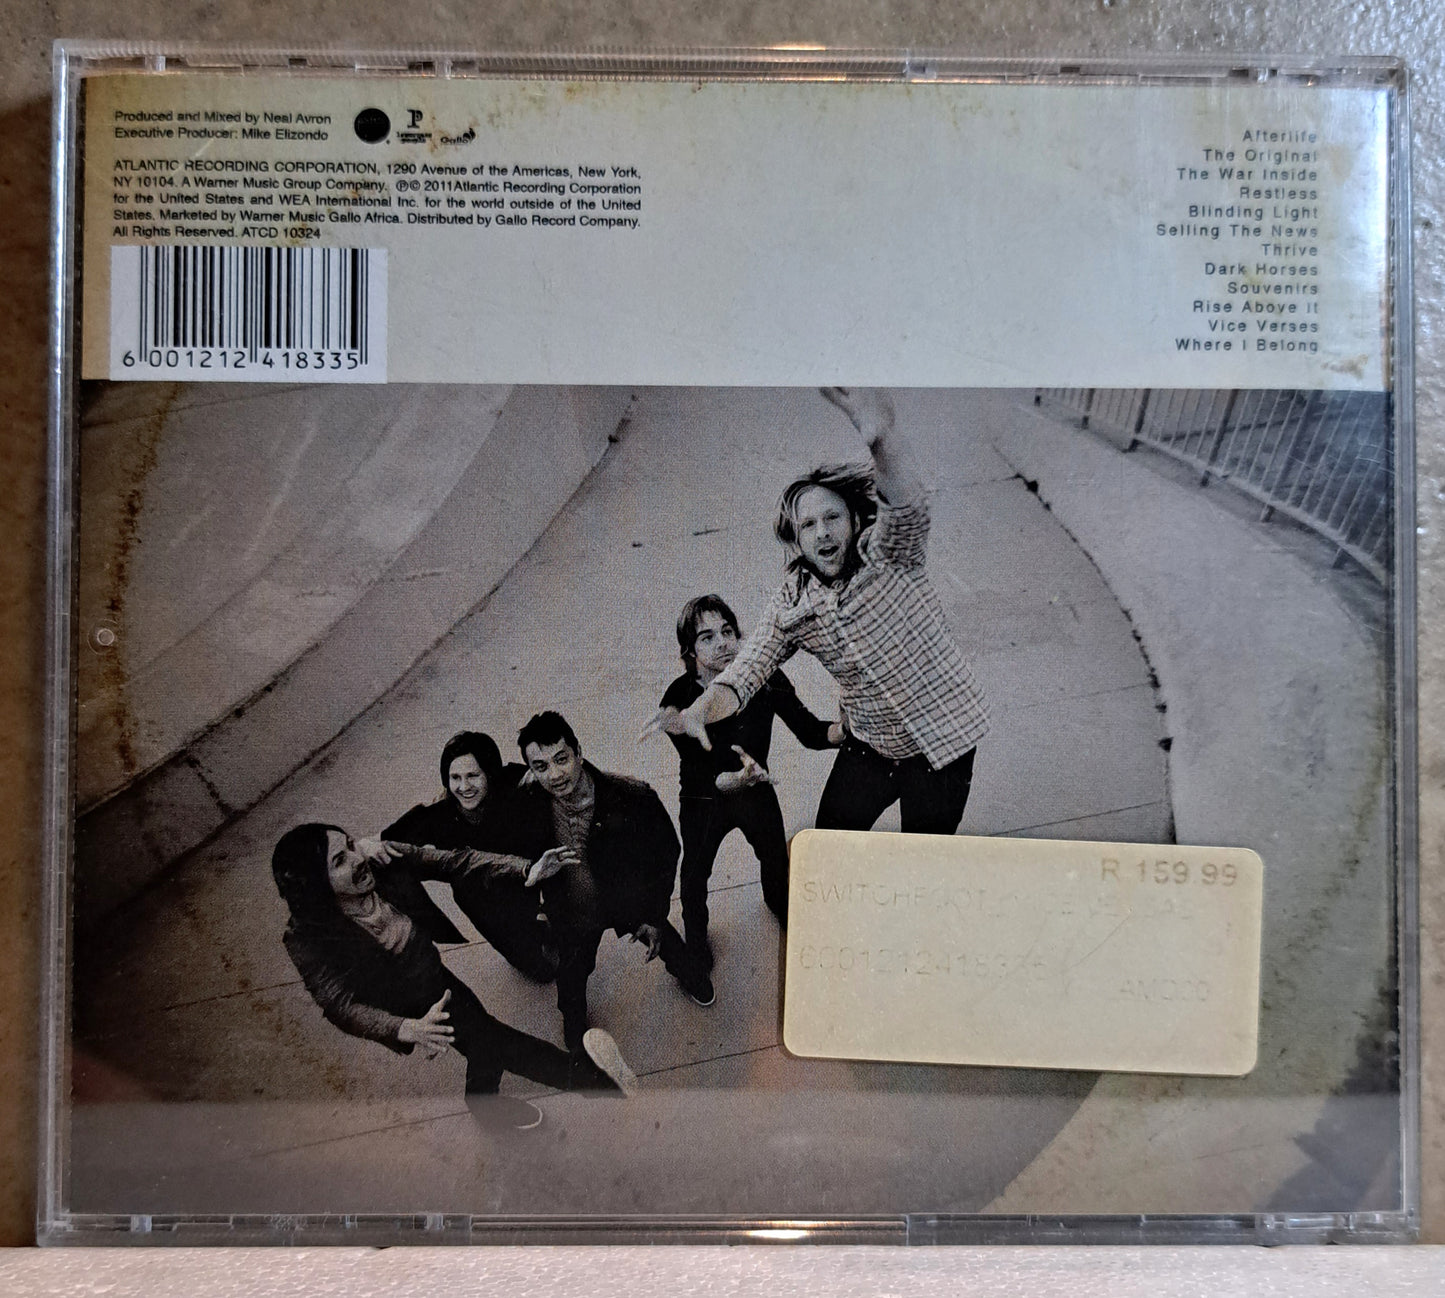 Produced and Mixed by Neal Avron
Executive Producer: Mike Elizondo
Gallo
ATLANTIC RECORDING CORPORATION, 1290 Avenue of the Americas, New York,
NY 10104. A Warner Music Group Company. ℗© 2011 Atlantic Recording Corporation
for the United States and WEA International Inc. for the world outside of the United
States. Marketed by Warner Music Gallo Africa. Distributed by Gallo Record Company.
All Rights Reserved. ATCD 10324
6 001212 418335
Afterlife
The Original
The War Inside
Restless
Blinding Light
Selling The News
Thrive
Dark Horses
Souvenirs
Rise Above It
Vice Verses
Where I Belong
R 159.99
SWITCHFOOT
6001212418335